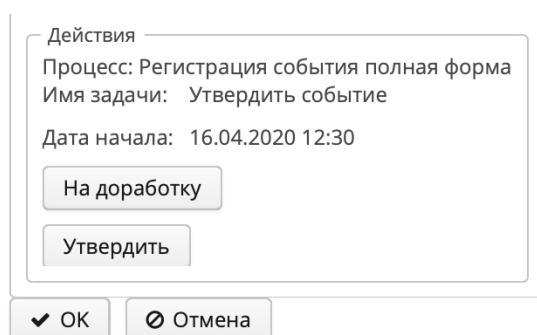 Действия
Процесс: Регистрация события полная форма
Имя задачи: Утвердить событие
Дата начала: 16.04.2020 12:30
На доработку
Утвердить
OK Отмена